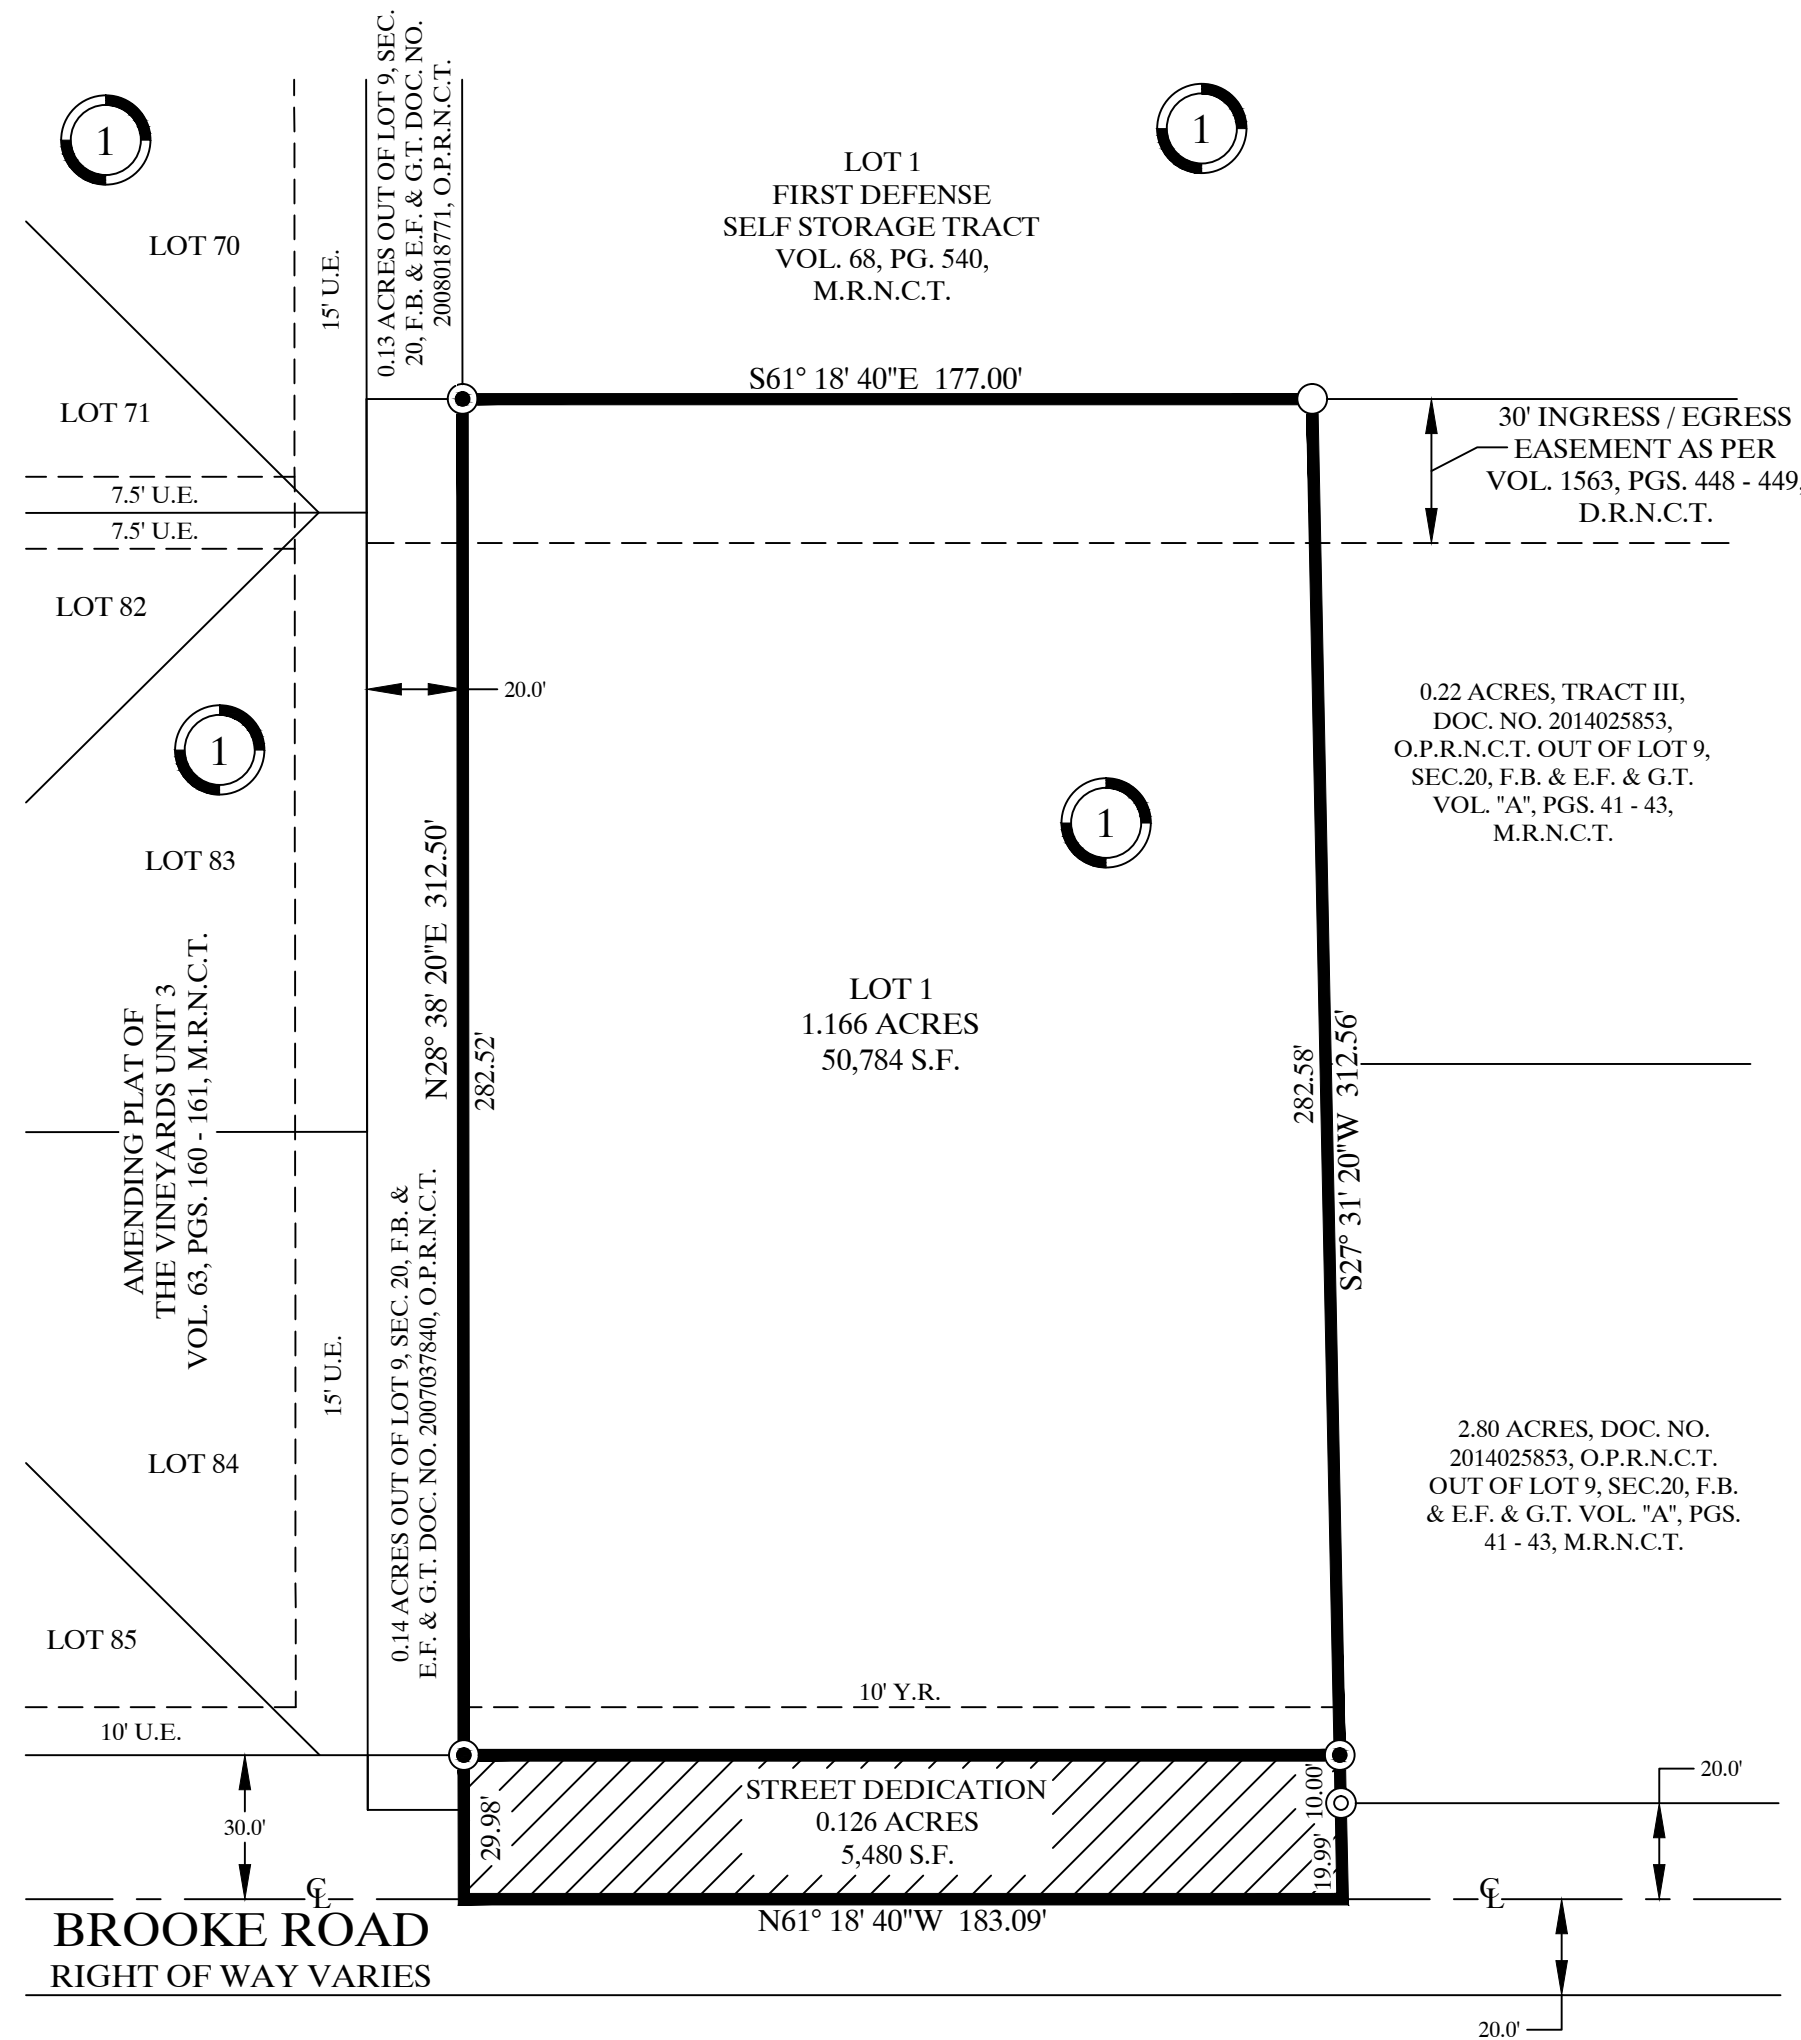 0.13 ACRES OUT OF LOT 9, SEC.
20, F.B. & E.F. & G.T. DOC. NO.
2008018771, O.P.R.N.C.T.
1
1
LOT 1
FIRST DEFENSE
SELF STORAGE TRACT
VOL. 68, PG. 540,
M.R.N.C.T.
LOT 70
15' U.E.
S61° 18' 40"E 177.00'
LOT 71
30' INGRESS / EGRESS
EASEMENT AS PER
VOL. 1563, PGS. 448 - 449,
D.R.N.C.T.
7.5' U.E.
7.5' U.E.
LOT 82
20.0'
0.22 ACRES, TRACT III,
DOC. NO. 2014025853,
O.P.R.N.C.T. OUT OF LOT 9,
SEC.20, F.B. & E.F. & G.T.
VOL. "A", PGS. 41 - 43,
M.R.N.C.T.
1
1
LOT 83
N28° 38' 20"E 312.50'
282.52'
LOT 1
1.166 ACRES
50,784 S.F.
282.58'
S27° 31' 20"W 312.56'
AMENDING PLAT OF
THE VINEYARDS UNIT 3
VOL. 63, PGS. 160 - 161, M.R.N.C.T.
15' U.E.
0.14 ACRES OUT OF LOT 9, SEC. 20, F.B. &
E.F. & G.T. DOC. NO. 2007037840, O.P.R.N.C.T.
2.80 ACRES, DOC. NO.
2014025853, O.P.R.N.C.T.
OUT OF LOT 9, SEC.20, F.B.
& E.F. & G.T. VOL. "A", PGS.
41 - 43, M.R.N.C.T.
LOT 84
LOT 85
10' Y.R.
10' U.E.
STREET DEDICATION
0.126 ACRES
5,480 S.F.
29.98'
10.00'
19.99'
20.0'
30.0'
℄
℄
N61° 18' 40"W 183.09'
BROOKE ROAD
RIGHT OF WAY VARIES
20.0'